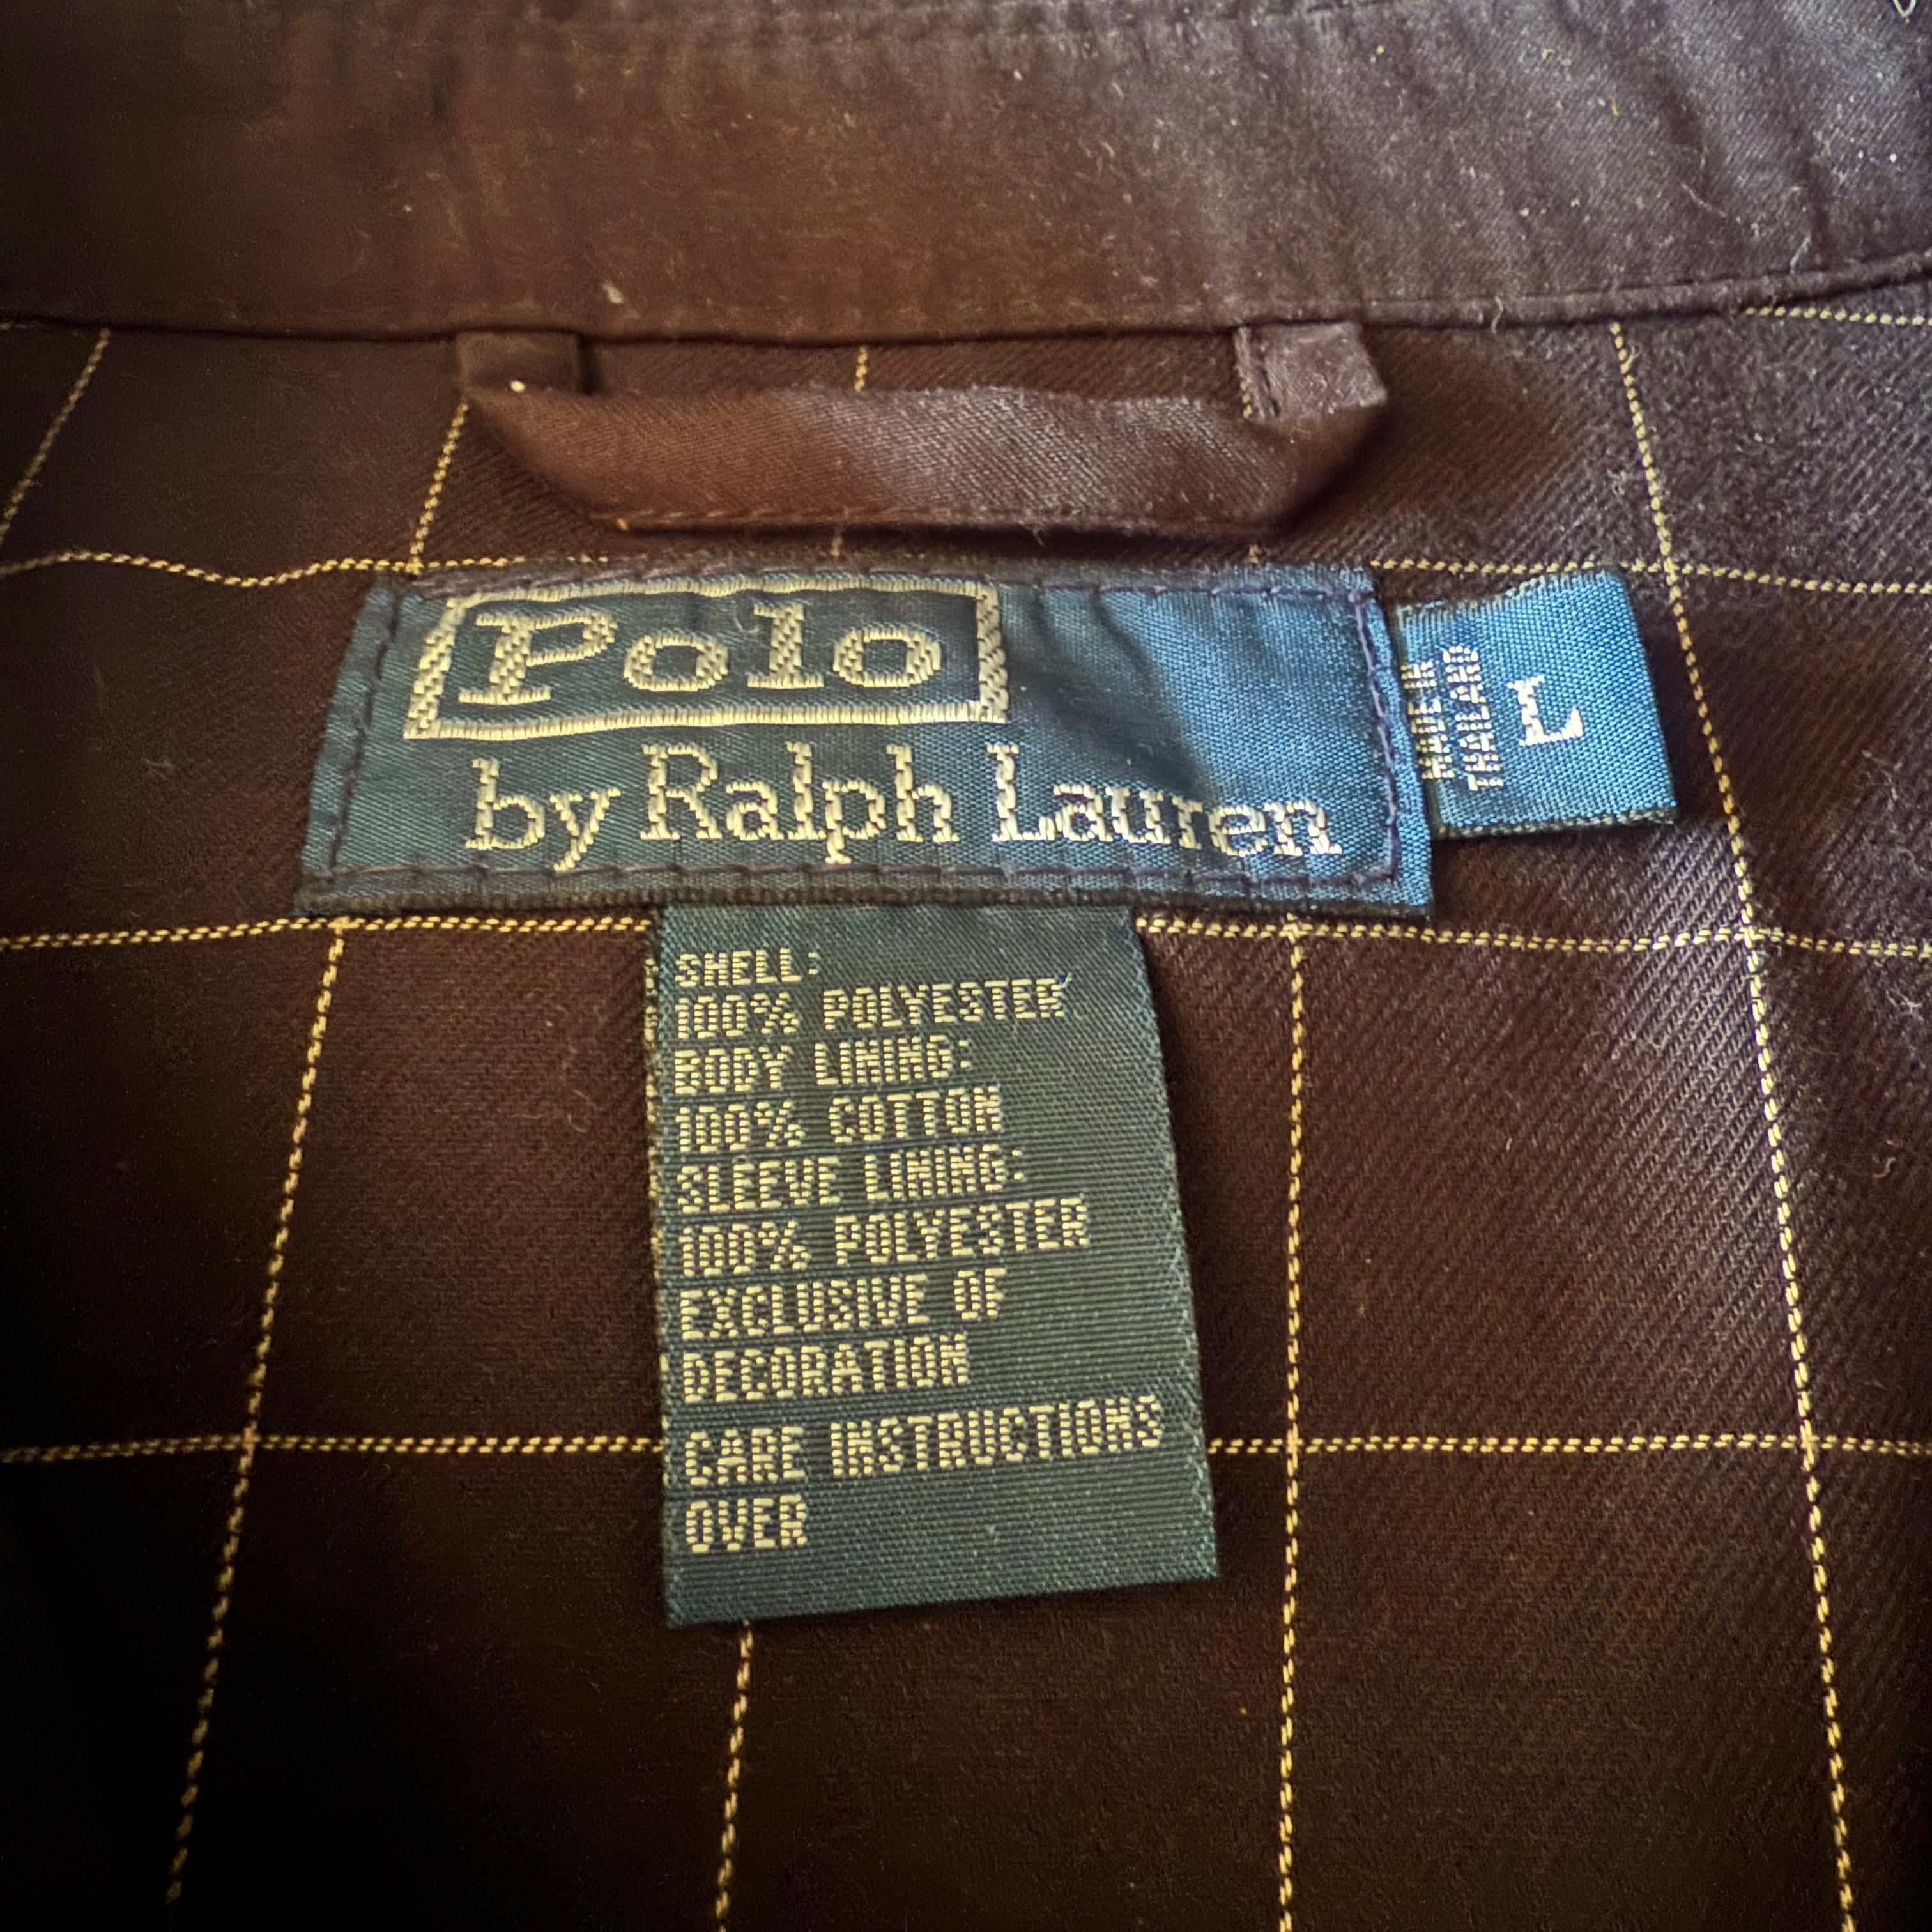 Polo
by Ralph Lauren
MADE IN
THAILAND
L
SHELL:
100% POLYESTER
BODY LINING:
100% COTTON
SLEEVE LINING:
100% POLYESTER
EXCLUSIVE OF
DECORATION
CARE INSTRUCTIONS
OVER